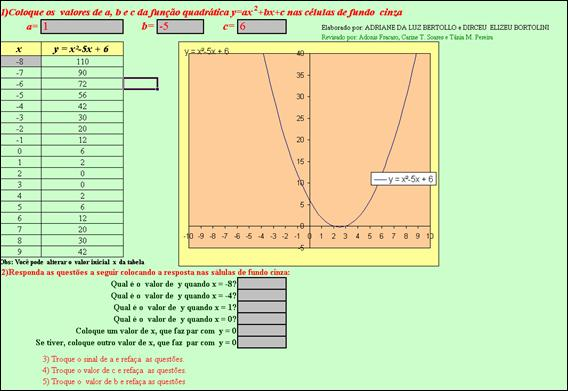 1)Coloque os valores de a, b e c da função quadrática y=ax²+bx+c nas células de fundo cinza
a= 1 b= -5 c= 6
Elaborado por: ADRIANE DA LUZ BERTOLLO e DIRCEU ELIZEU BORTOLINI
Revisado por: Adonis Fracaro, Carine T. Soares e Tânia M. Pereira
x y = x²-5x + 6
-8 110
-7 90
-6 72
-5 56
-4 42
-3 30
-2 20
-1 12
0 6
1 2
2 0
3 0
4 2
5 6
6 12
7 20
8 30
9 42
y = x²-5x + 6
40
35
30
25
20
15
10
5
0
-5
-10 -9 -8 -7 -6 -5 -4 -3 -2 -1 0 1 2 3 4 5 6 7 8 9 10
y = x²-5x + 6
Obs: Você pode alterar o valor inicial x da tabela
2)Responda as questões a seguir colocando a resposta nas sálulas de fundo cinza:
Qual é o valor de y quando x = -8?
Qual é o valor de y quando x = -4?
Qual é o valor de y quando x = 1?
Qual é o valor de y quando x = 0?
Coloque um valor de x, que faz par com y = 0
Se tiver, coloque outro valor de x, que faz par com y = 0
3) Troque o sinal de a e refaça as questões.
4) Troque o valor de c e refaça as questões.
5) Troque o valor de b e refaça as questões